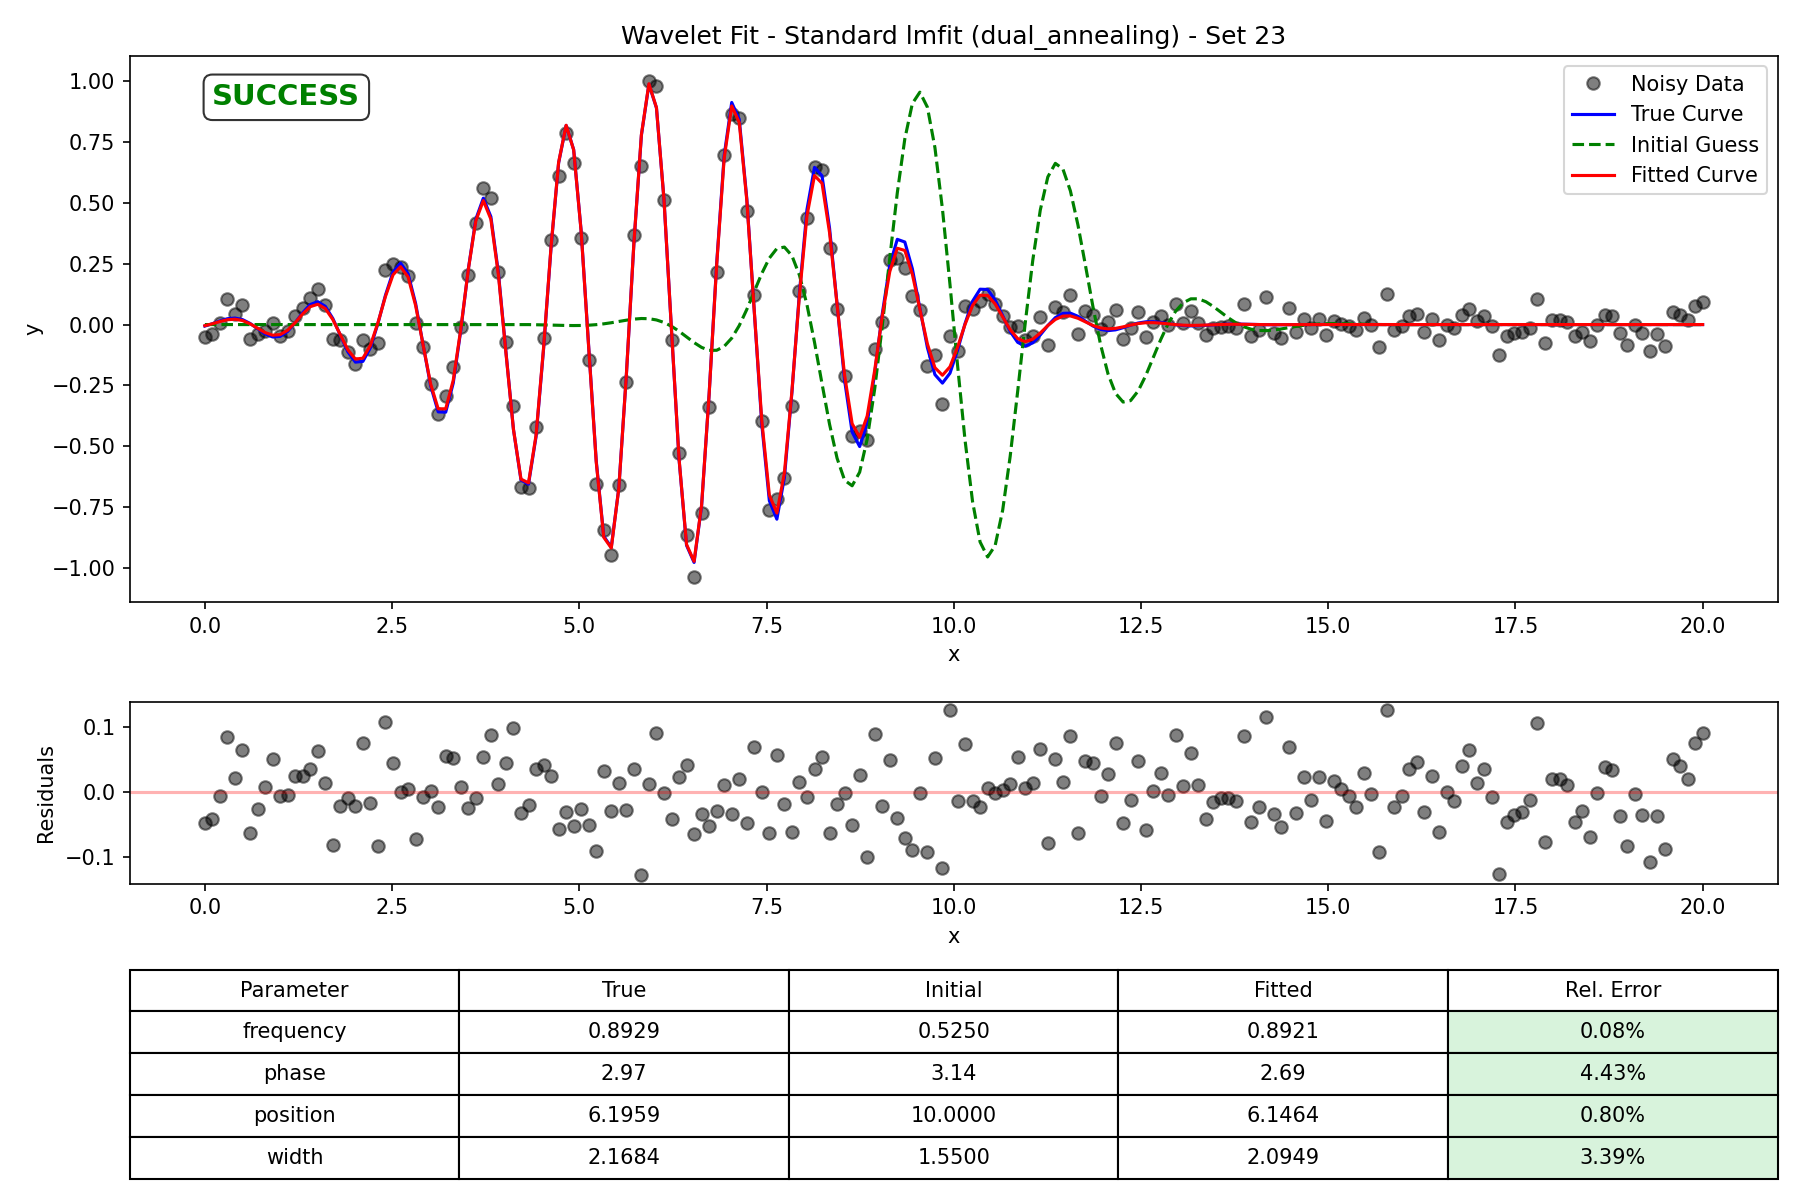 Wavelet Fit - Standard lmfit (dual_annealing) - Set 23
SUCCESS
Noisy Data
True Curve
Initial Guess
Fitted Curve
y
1.00
0.75
0.50
0.25
0.00
−0.25
−0.50
−0.75
−1.00
0.0 2.5 5.0 7.5 10.0 12.5 15.0 17.5 20.0
x
Residuals
0.1
0.0
−0.1
0.0 2.5 5.0 7.5 10.0 12.5 15.0 17.5 20.0
x
Parameter True Initial Fitted Rel. Error
frequency 0.8929 0.5250 0.8921 0.08%
phase 2.97 3.14 2.69 4.43%
position 6.1959 10.0000 6.1464 0.80%
width 2.1684 1.5500 2.0949 3.39%